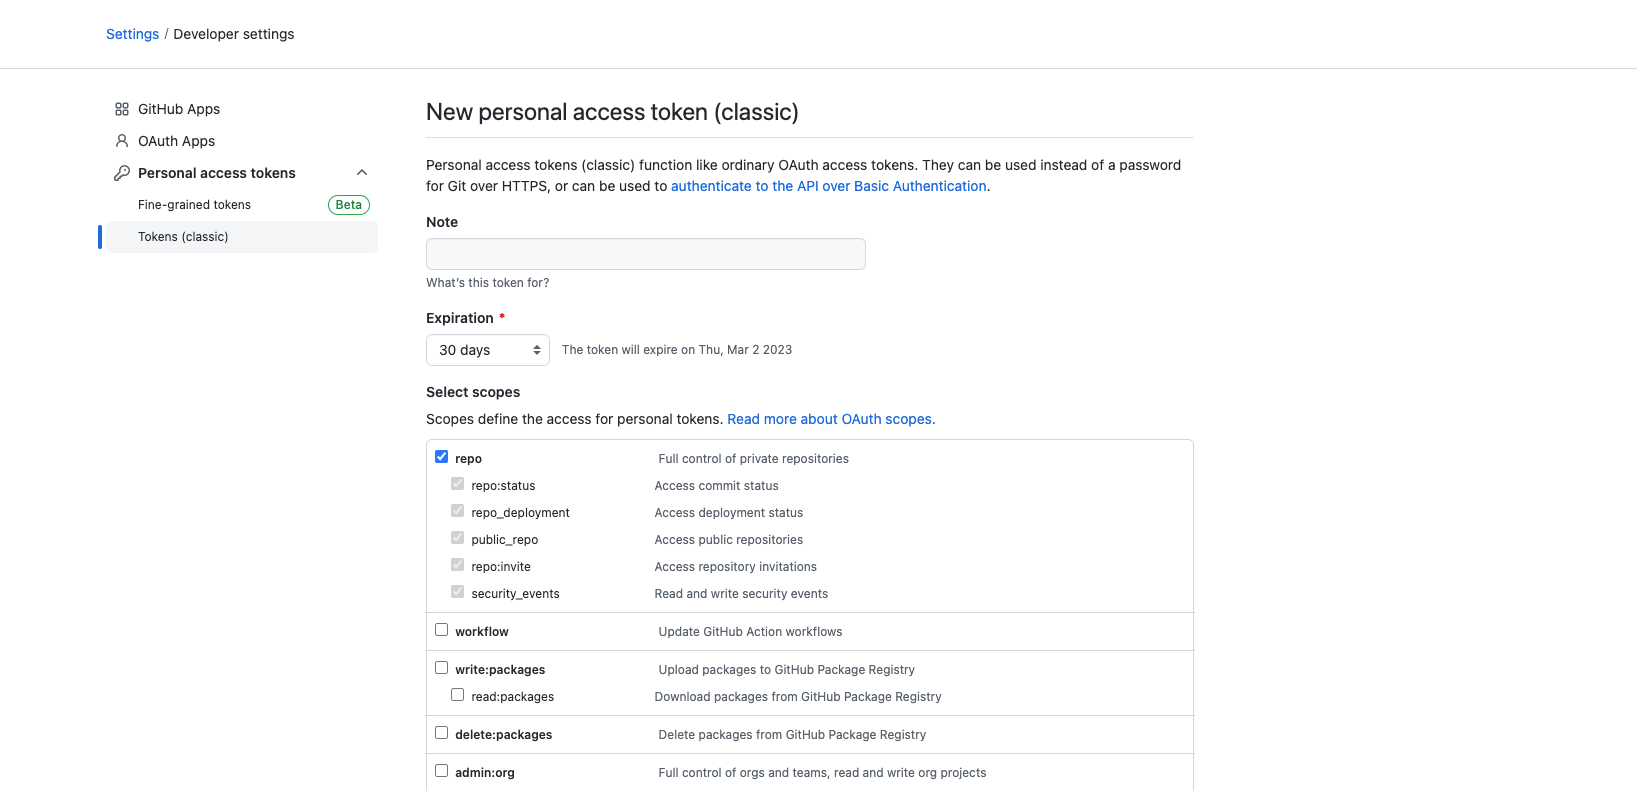 Settings / Developer settings
GitHub Apps
OAuth Apps
Personal access tokens
Fine-grained tokens Beta
Tokens (classic)
New personal access token (classic)
Personal access tokens (classic) function like ordinary OAuth access tokens. They can be used instead of a password
for Git over HTTPS, or can be used to authenticate to the API over Basic Authentication.
Note
What's this token for?
Expiration *
30 days The token will expire on Thu, Mar 2 2023
Select scopes
Scopes define the access for personal tokens. Read more about OAuth scopes.
repo Full control of private repositories
repo:status Access commit status
repo_deployment Access deployment status
public_repo Access public repositories
repo:invite Access repository invitations
security_events Read and write security events
workflow Update GitHub Action workflows
write:packages Upload packages to GitHub Package Registry
read:packages Download packages from GitHub Package Registry
delete:packages Delete packages from GitHub Package Registry
admin:org Full control of orgs and teams, read and write org projects